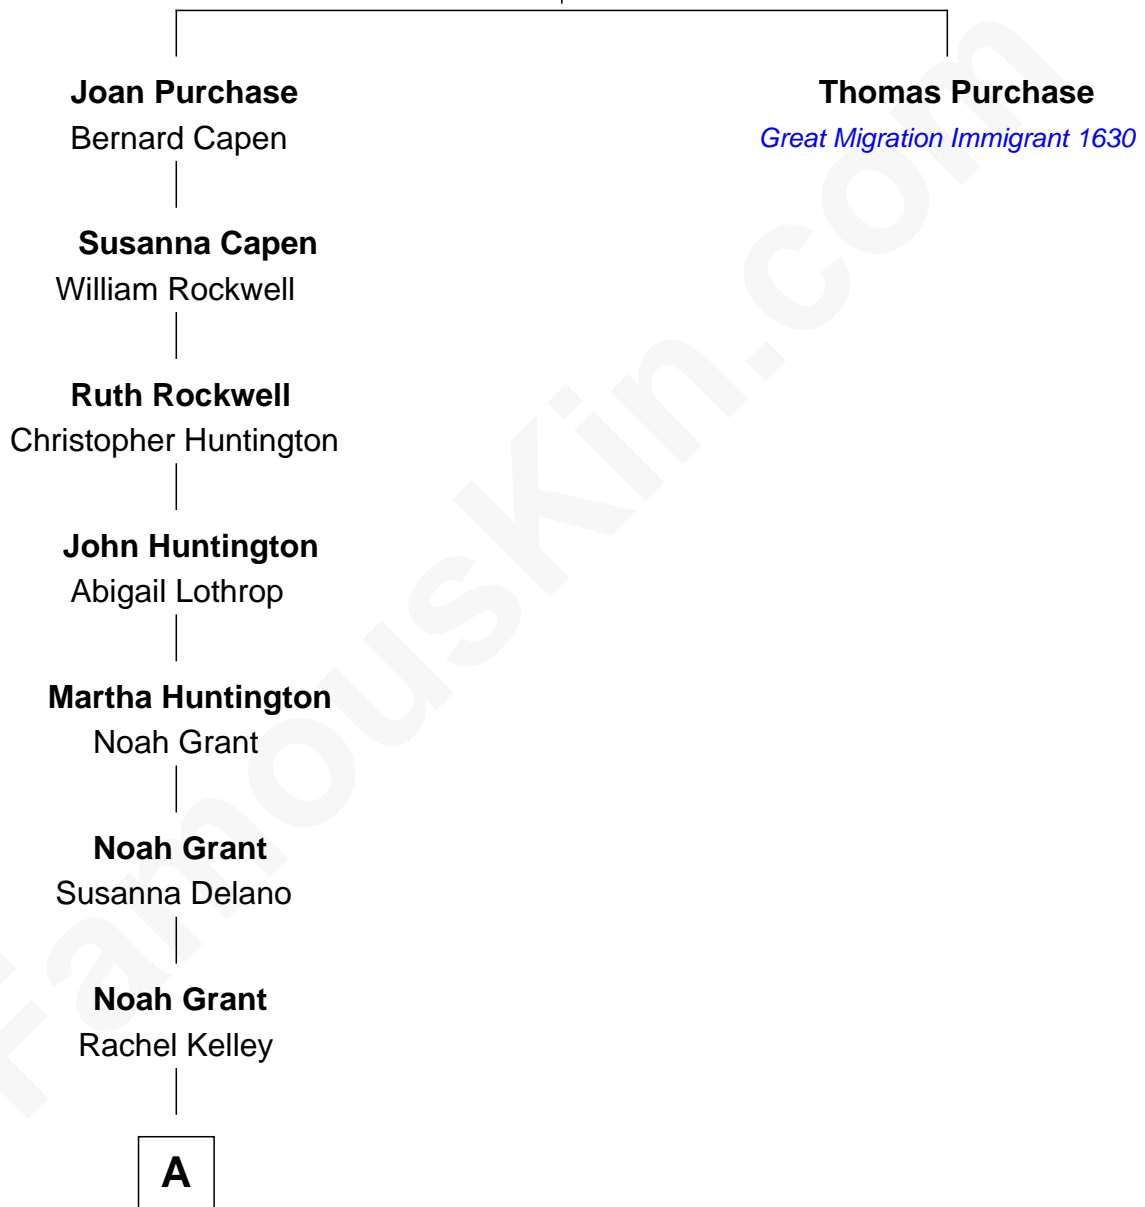 Joan Purchase
Bernard Capen
Thomas Purchase
Great Migration Immigrant 1630
Susanna Capen
William Rockwell
Ruth Rockwell
Christopher Huntington
John Huntington
Abigail Lothrop
Martha Huntington
Noah Grant
Noah Grant
Susanna Delano
Noah Grant
Rachel Kelley
A
FamousKin.com